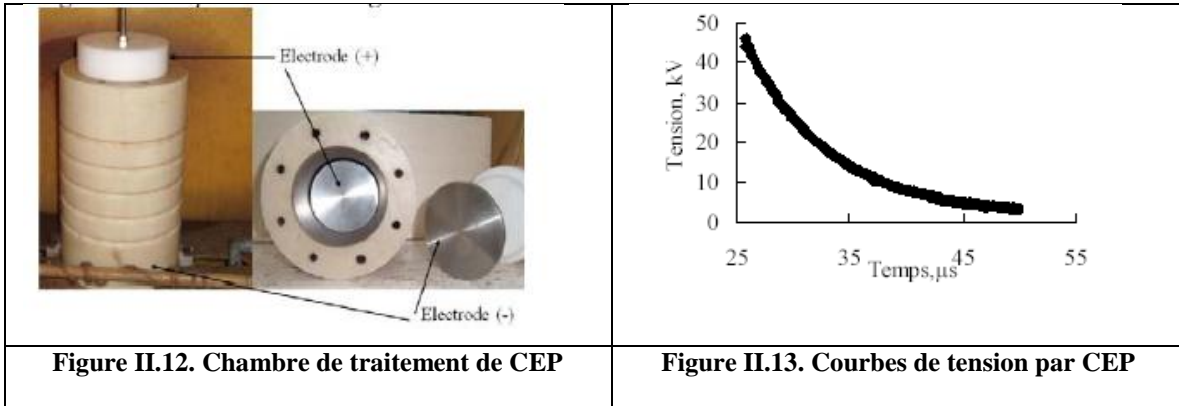 Electrode (+)
Electrode (-)
Figure II.12. Chambre de traitement de CEP
50
40
30
20
10
0
Tension, kV
25
35
45
55
Temps,µs
Figure II.13. Courbes de tension par CEP